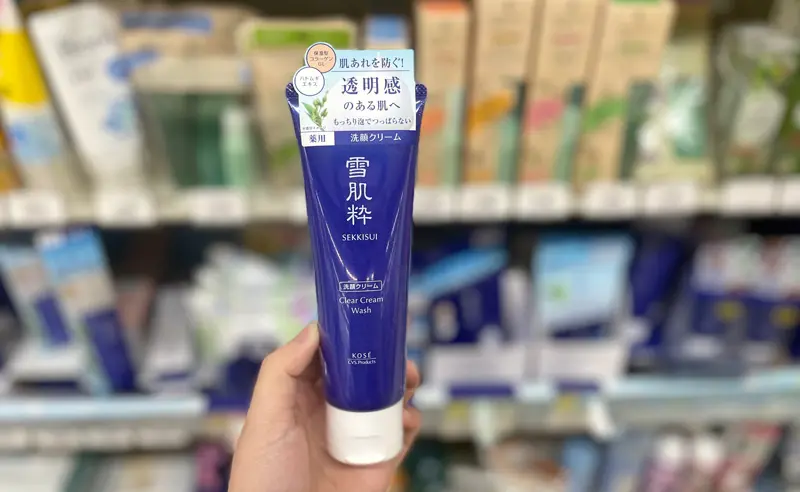 保湿型
コラーゲン
ハトムギ
エキス
肌あれを防ぐ!
透明感
のある肌へ
もっちり泡でつっぱらない
薬用
洗顔クリーム
雪肌粋
SEKKISUI
洗顔クリーム
Clear Cream
Wash
KOSÉ
CVS Products